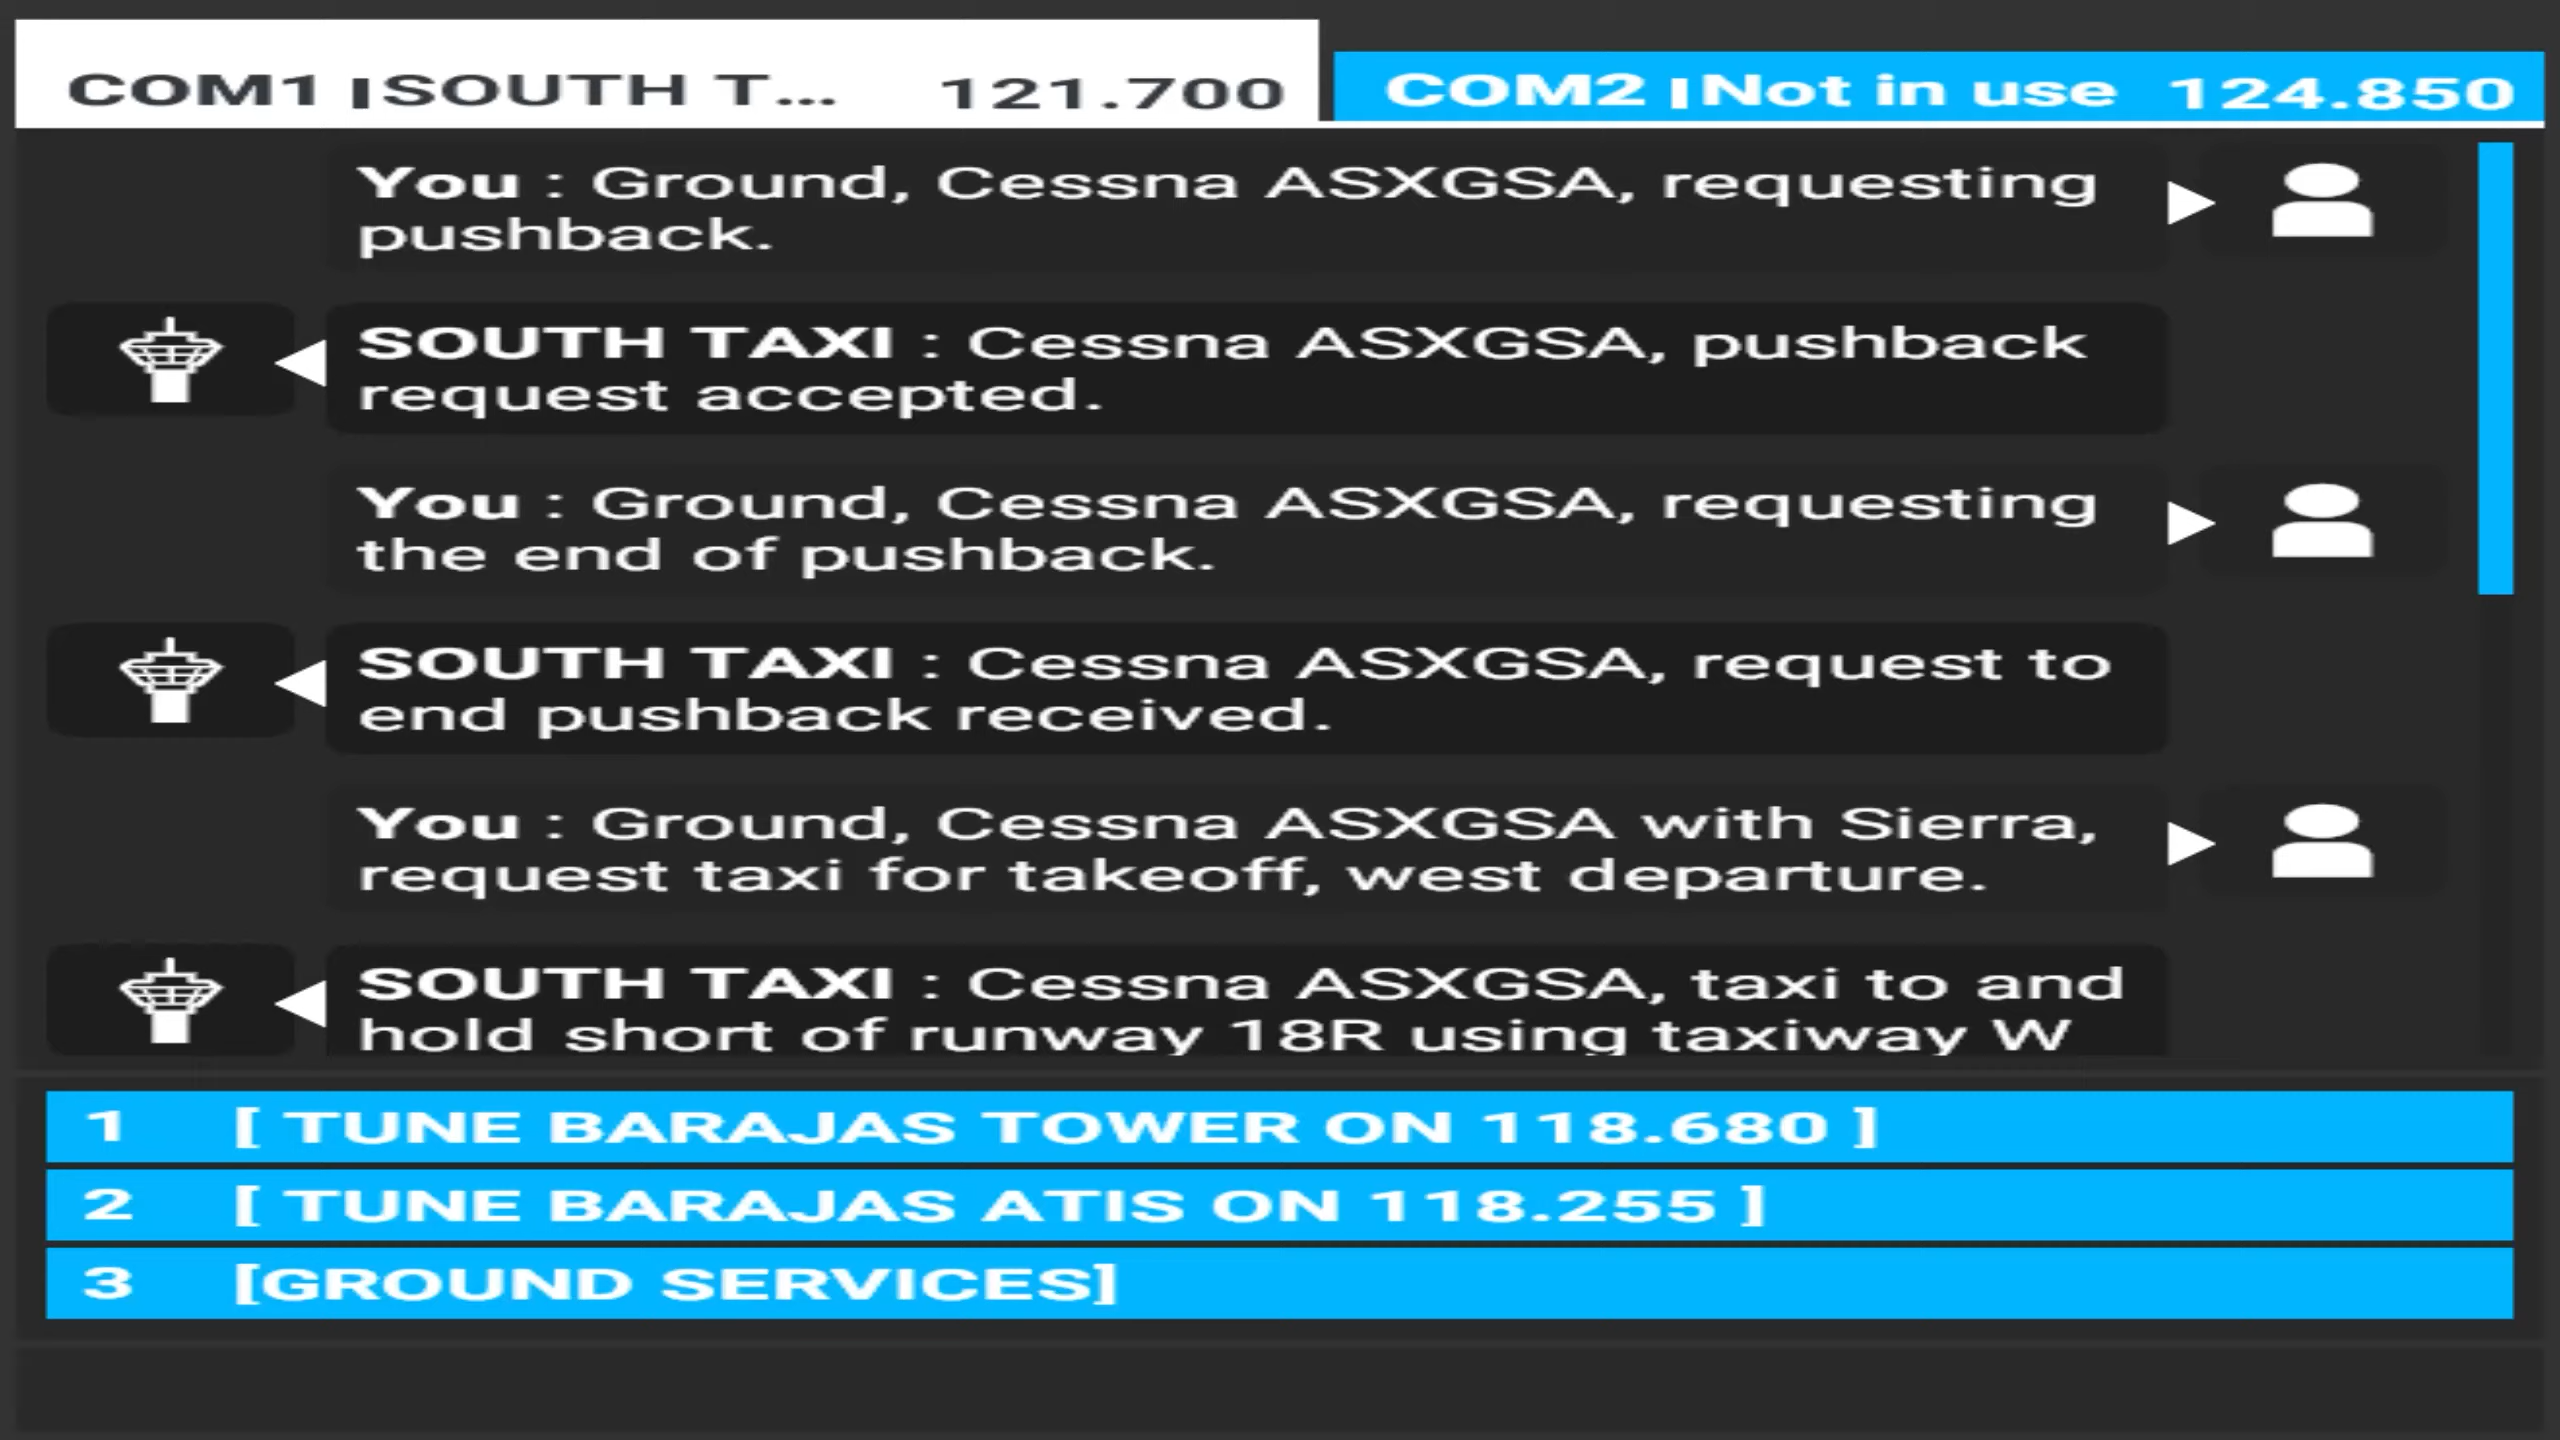 COM1 |SOUTH T... 121.700
COM2 |Not in use 124.850
You : Ground, Cessna ASXGSA, requesting
pushback.
SOUTH TAXI : Cessna ASXGSA, pushback
request accepted.
You : Ground, Cessna ASXGSA, requesting
the end of pushback.
SOUTH TAXI : Cessna ASXGSA, request to
end pushback received.
You : Ground, Cessna ASXGSA with Sierra,
request taxi for takeoff, west departure.
SOUTH TAXI : Cessna ASXGSA, taxi to and
hold short of runway 18R using taxiway W
1 [ TUNE BARAJAS TOWER ON 118.680 ]
2 [ TUNE BARAJAS ATIS ON 118.255 ]
3 [GROUND SERVICES]